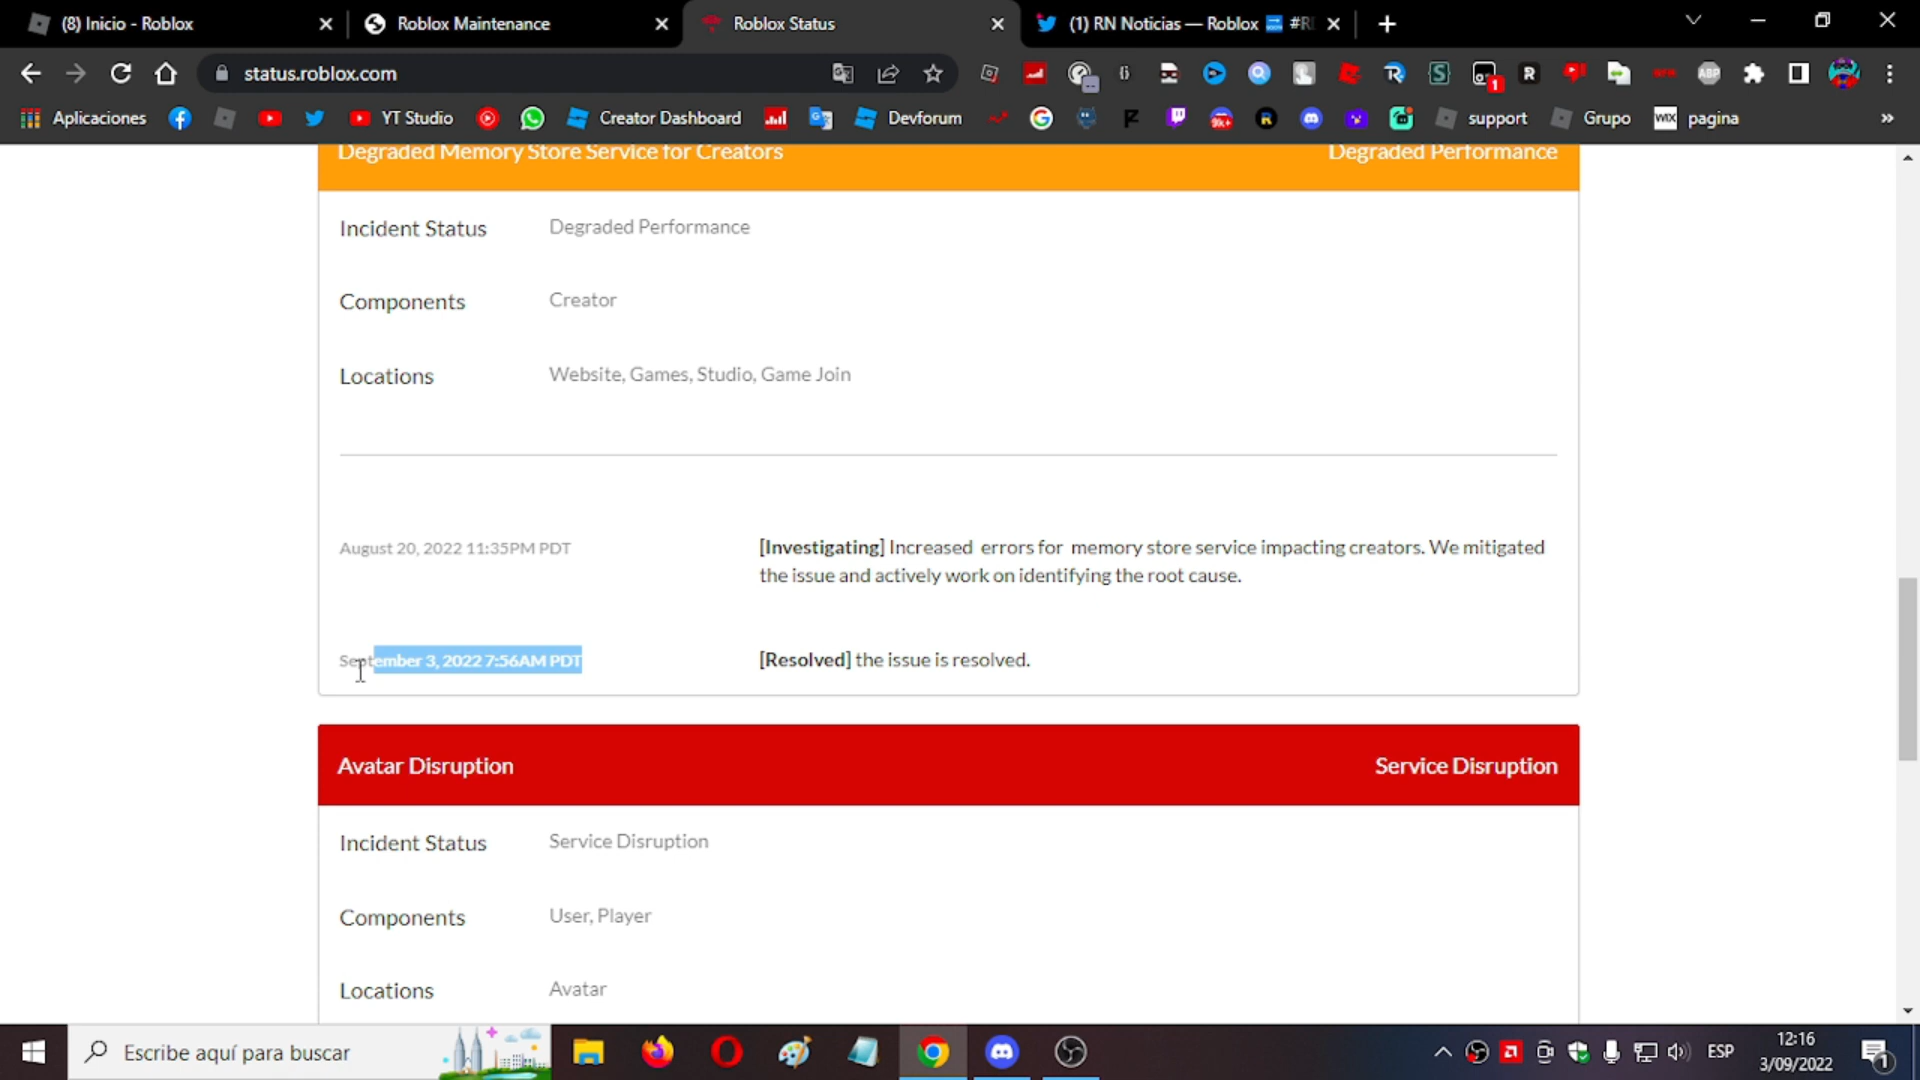 (8) Inicio - Roblox
Roblox Maintenance
Roblox Status
(1) RN Noticias — Roblox
status.roblox.com
1
Aplicaciones
YT Studio
Creator Dashboard
Devforum
support
Grupo
WIX pagina
»
Degraded Memory Store Service for Creators
Degraded Performance
Incident Status
Degraded Performance
Components
Creator
Locations
Website, Games, Studio, Game Join
August 20, 2022 11:35PM PDT
[Investigating] Increased errors for memory store service impacting creators. We mitigated
the issue and actively work on identifying the root cause.
September 3, 2022 7:56AM PDT
[Resolved] the issue is resolved.
Avatar Disruption
Service Disruption
Incident Status
Service Disruption
Components
User, Player
Locations
Avatar
Escribe aquí para buscar
ESP
12:16
3/09/2022
1